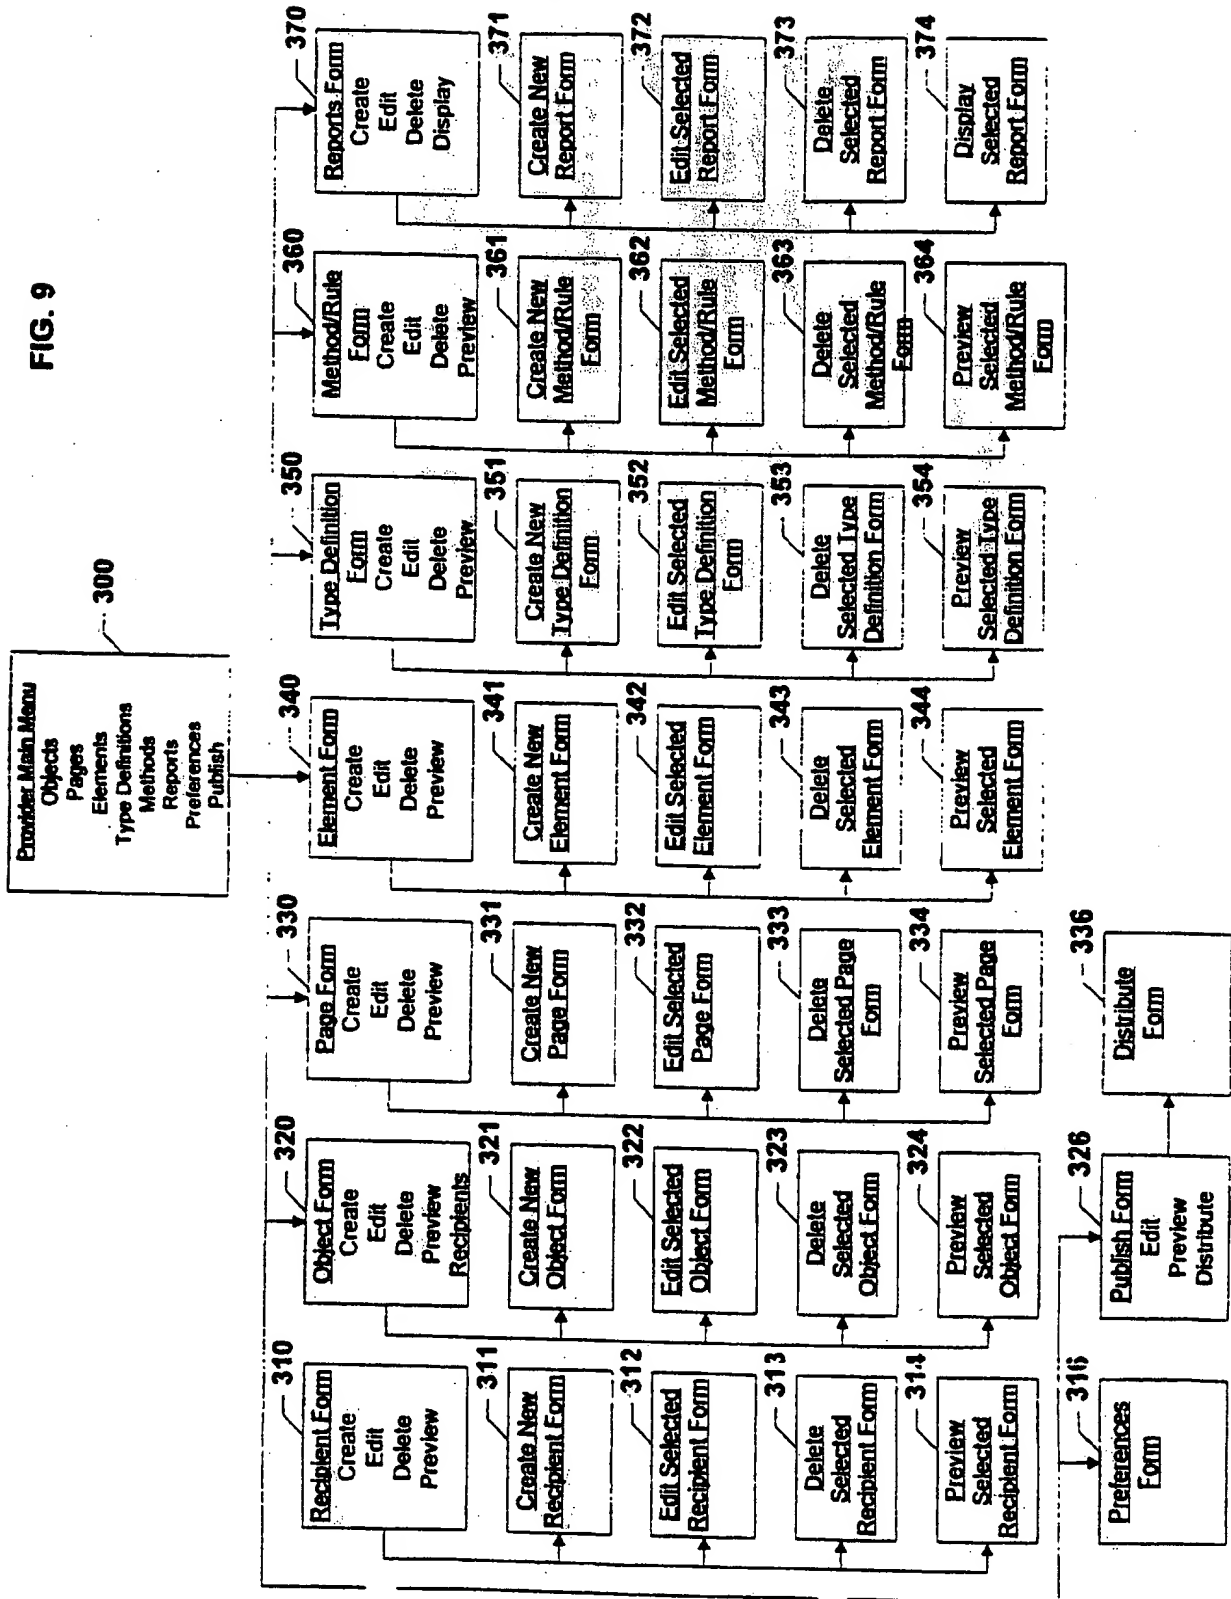 FIG. 9
300
Provider Main Menu
Objects
Pages
Elements
Type Definitions
Methods
Reports
Preferences
Publish
310
Recipient Form
Create
Edit
Delete
Preview
320
Object Form
Create
Edit
Delete
Preview
Recipients
330
Page Form
Create
Edit
Delete
Preview
340
Element Form
Create
Edit
Delete
Preview
350
Type Definition
Form
Create
Edit
Delete
Preview
360
Method/Rule
Form
Create
Edit
Delete
Preview
370
Reports Form
Create
Edit
Delete
Display
311
Create New
Recipient Form
321
Create New
Object Form
331
Create New
Page Form
341
Create New
Element Form
351
Create New
Type Definition
Form
361
Create New
Method/Rule
Form
371
Create New
Report Form
312
Edit Selected
Recipient Form
322
Edit Selected
Object Form
332
Edit Selected
Page Form
342
Edit Selected
Element Form
352
Edit Selected
Type Definition
Form
362
Edit Selected
Method/Rule
Form
372
Edit Selected
Report Form
313
Delete
Selected
Recipient Form
323
Delete
Selected
Object Form
333
Delete
Selected Page
Form
343
Delete
Selected
Element Form
353
Delete
Selected Type
Definition Form
363
Delete
Selected
Method/Rule
Form
373
Delete
Selected
Report Form
314
Preview
Selected
Recipient Form
324
Preview
Selected
Object Form
334
Preview
Selected Page
Form
344
Preview
Selected
Element Form
354
Preview
Selected Type
Definition Form
364
Preview
Selected
Method/Rule
Form
374
Display
Selected
Report Form
316
Preferences
Form
326
Publish Form
Edit
Preview
Distribute
336
Distribute
Form